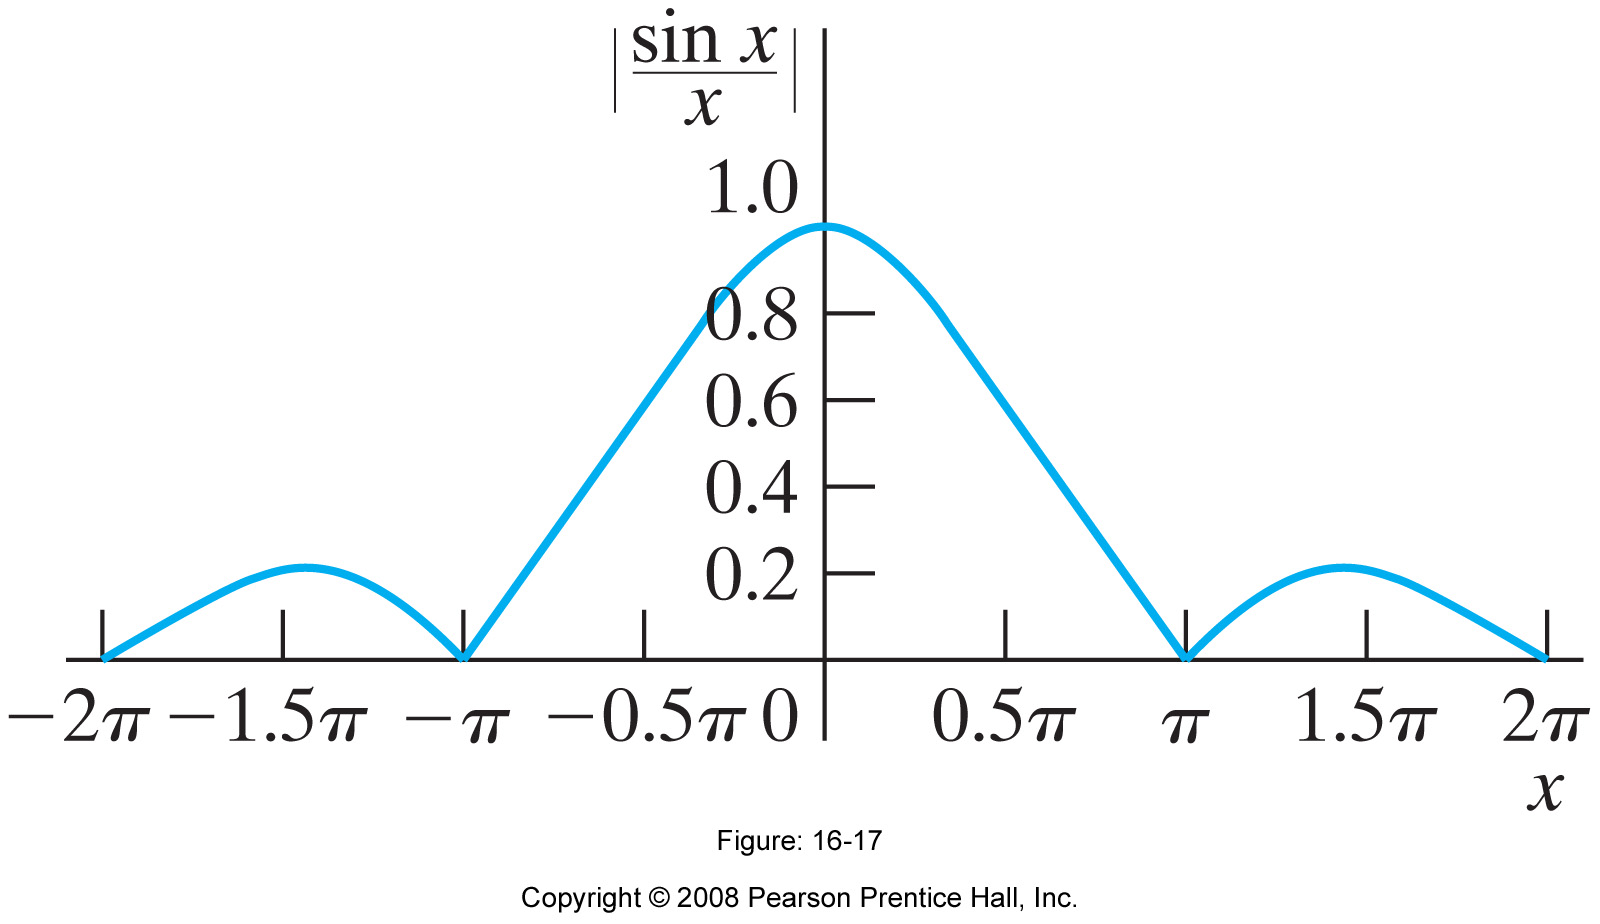 |sin x / x|
1.0
0.8
0.6
0.4
0.2
−2π −1.5π −π −0.5π 0 0.5π π 1.5π 2π
x
Figure: 16-17
Copyright © 2008 Pearson Prentice Hall, Inc.